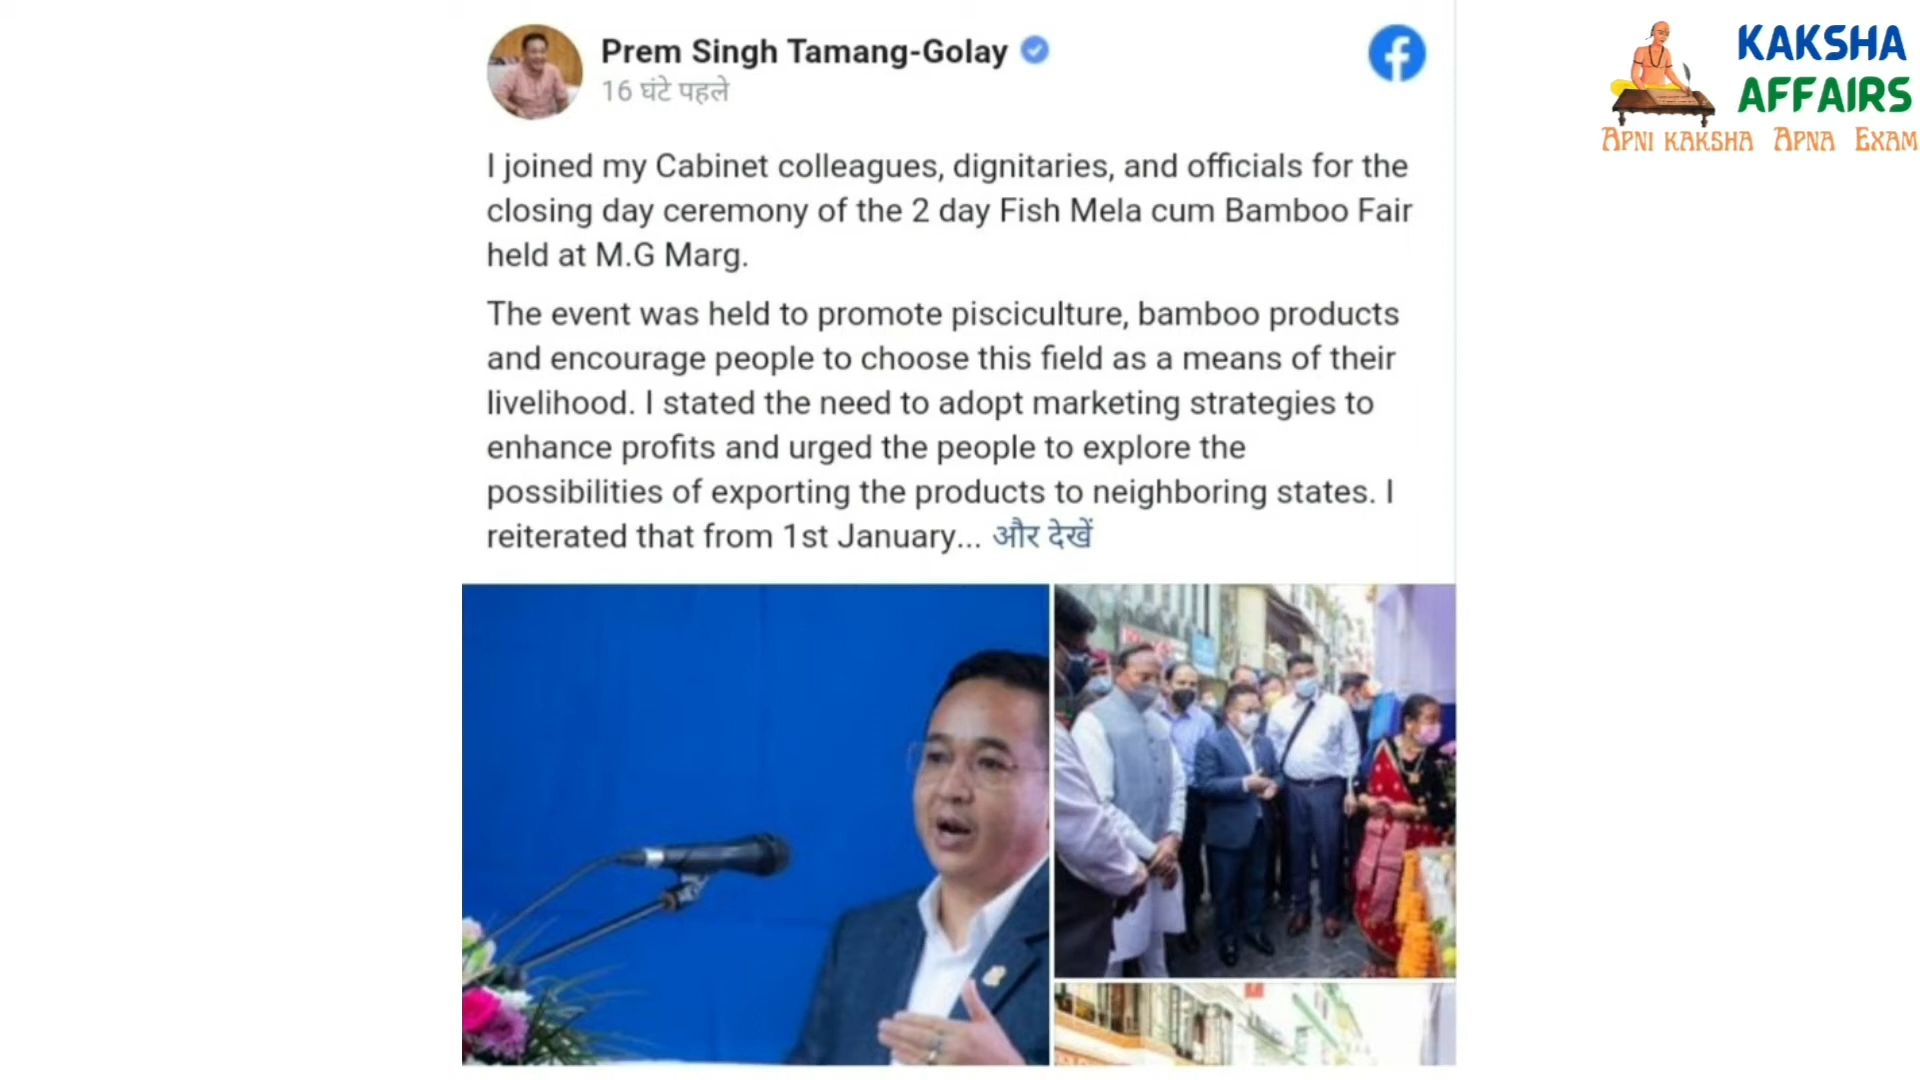 Prem Singh Tamang-Golay
16 घंटे पहले
KAKSHA
AFFAIRS
APNI KAKSHA APNA EXAM
I joined my Cabinet colleagues, dignitaries, and officials for the
closing day ceremony of the 2 day Fish Mela cum Bamboo Fair
held at M.G Marg.
The event was held to promote pisciculture, bamboo products
and encourage people to choose this field as a means of their
livelihood. I stated the need to adopt marketing strategies to
enhance profits and urged the people to explore the
possibilities of exporting the products to neighboring states. I
reiterated that from 1st January... और देखें